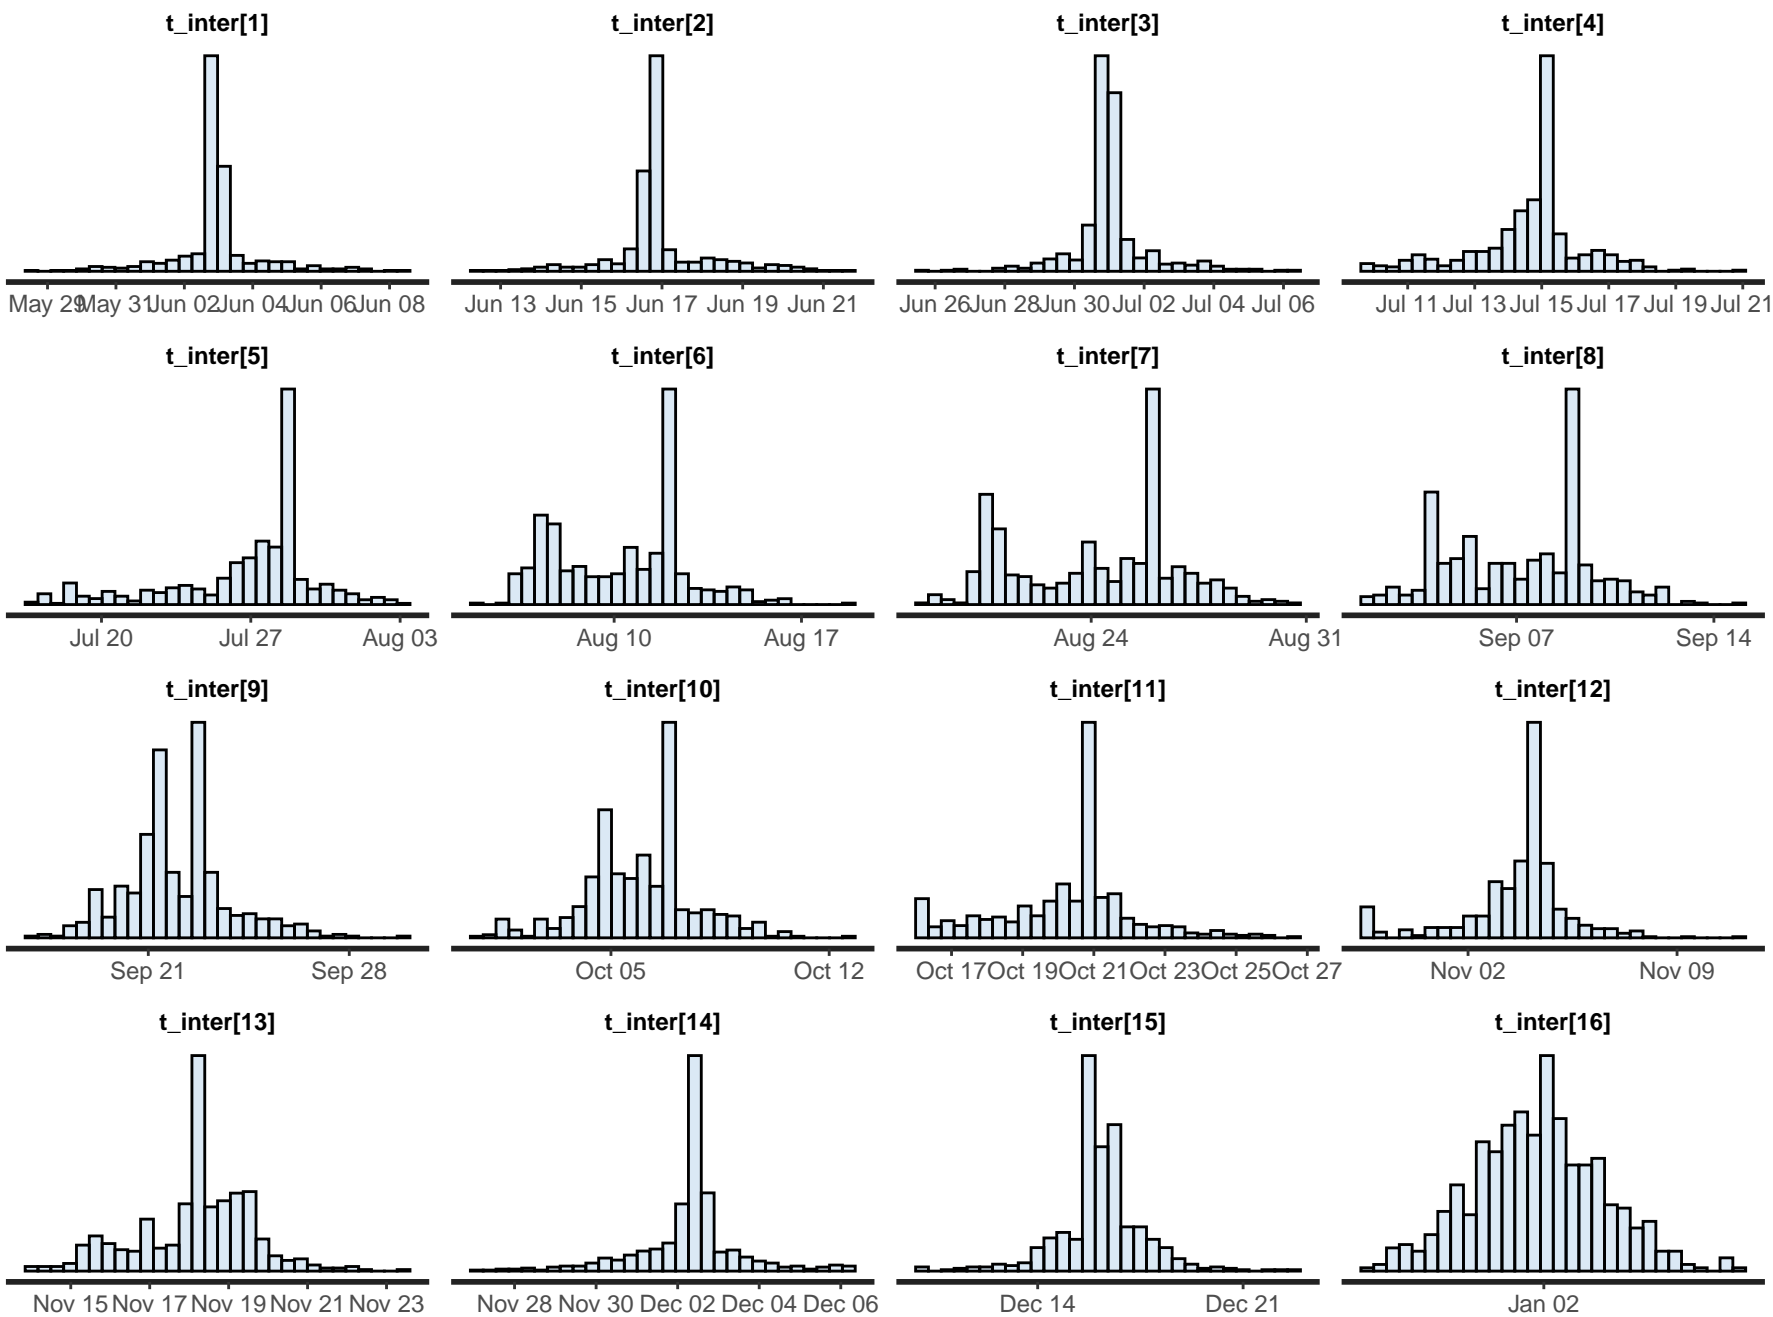 t_inter[1] t_inter[2] t_inter[3] t_inter[4]
May 29 May 31 Jun 02 Jun 04 Jun 06 Jun 08 Jun 13 Jun 15 Jun 17 Jun 19 Jun 21 Jun 26 Jun 28 Jun 30 Jul 02 Jul 04 Jul 06 Jul 11 Jul 13 Jul 15 Jul 17 Jul 19 Jul 21
t_inter[5] t_inter[6] t_inter[7] t_inter[8]
Jul 20 Jul 27 Aug 03 Aug 10 Aug 17 Aug 24 Aug 31 Sep 07 Sep 14
t_inter[9] t_inter[10] t_inter[11] t_inter[12]
Sep 21 Sep 28 Oct 05 Oct 12 Oct 17 Oct 19 Oct 21 Oct 23 Oct 25 Oct 27 Nov 02 Nov 09
t_inter[13] t_inter[14] t_inter[15] t_inter[16]
Nov 15 Nov 17 Nov 19 Nov 21 Nov 23 Nov 28 Nov 30 Dec 02 Dec 04 Dec 06 Dec 14 Dec 21 Jan 02